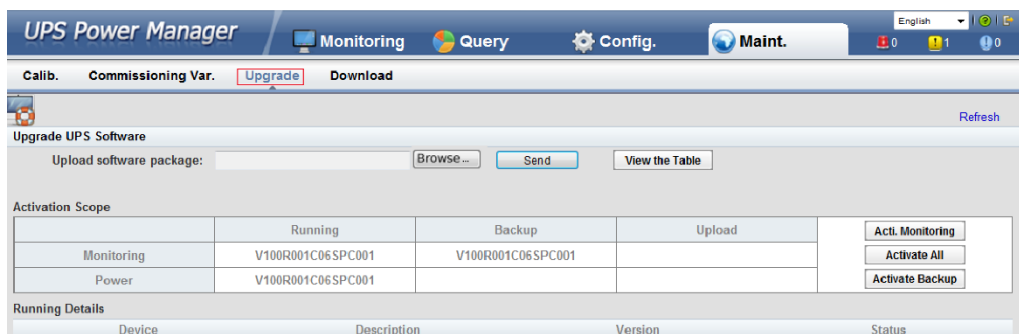 UPS Power Manager
Monitoring Query Config. Maint.
English
0 1 0
Calib. Commissioning Var. Upgrade Download
Refresh
Upgrade UPS Software
Upload software package: Browse... Send View the Table
Activation Scope
Running Backup Upload
Monitoring V100R001C06SPC001 V100R001C06SPC001
Power V100R001C06SPC001
Acti. Monitoring
Activate All
Activate Backup
Running Details
Device Description Version Status